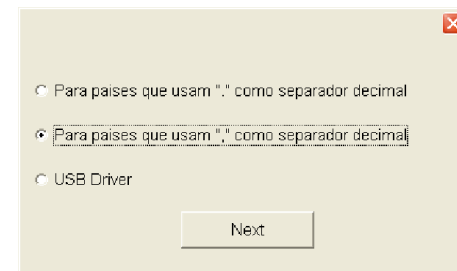 Para paises que usam "." como separador decimal
Para paises que usam "," como separador decimal
USB Driver
Next